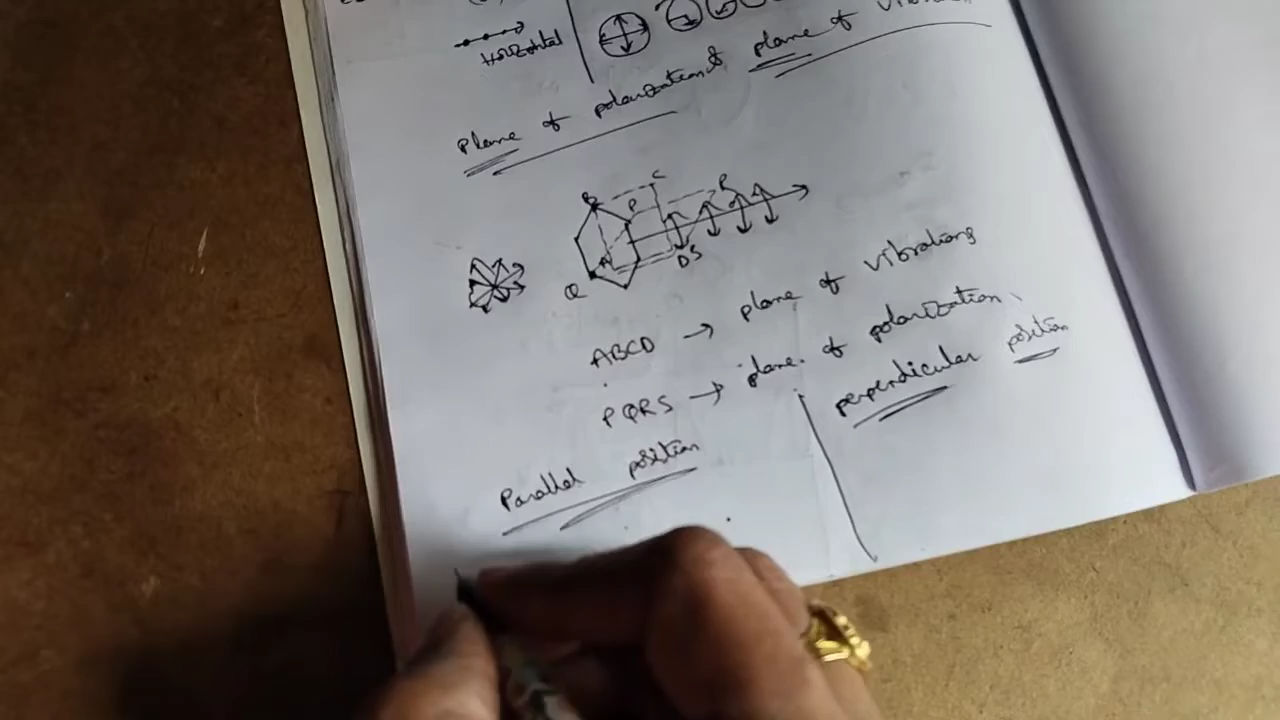 Horizontal
plane of polarization & plane of vibration
B C
P R
A
Q DS
ABCD → plane of vibrations
PQRS → plane of polarization
Parallel position
perpendicular position